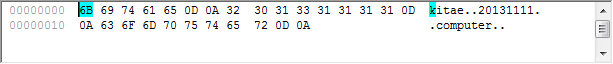 00000000 6B 69 74 61 65 0D 0A 32 30 31 33 31 31 31 31 0D kitae..20131111.
00000010 0A 63 6F 6D 70 75 74 65 72 0D 0A .computer..